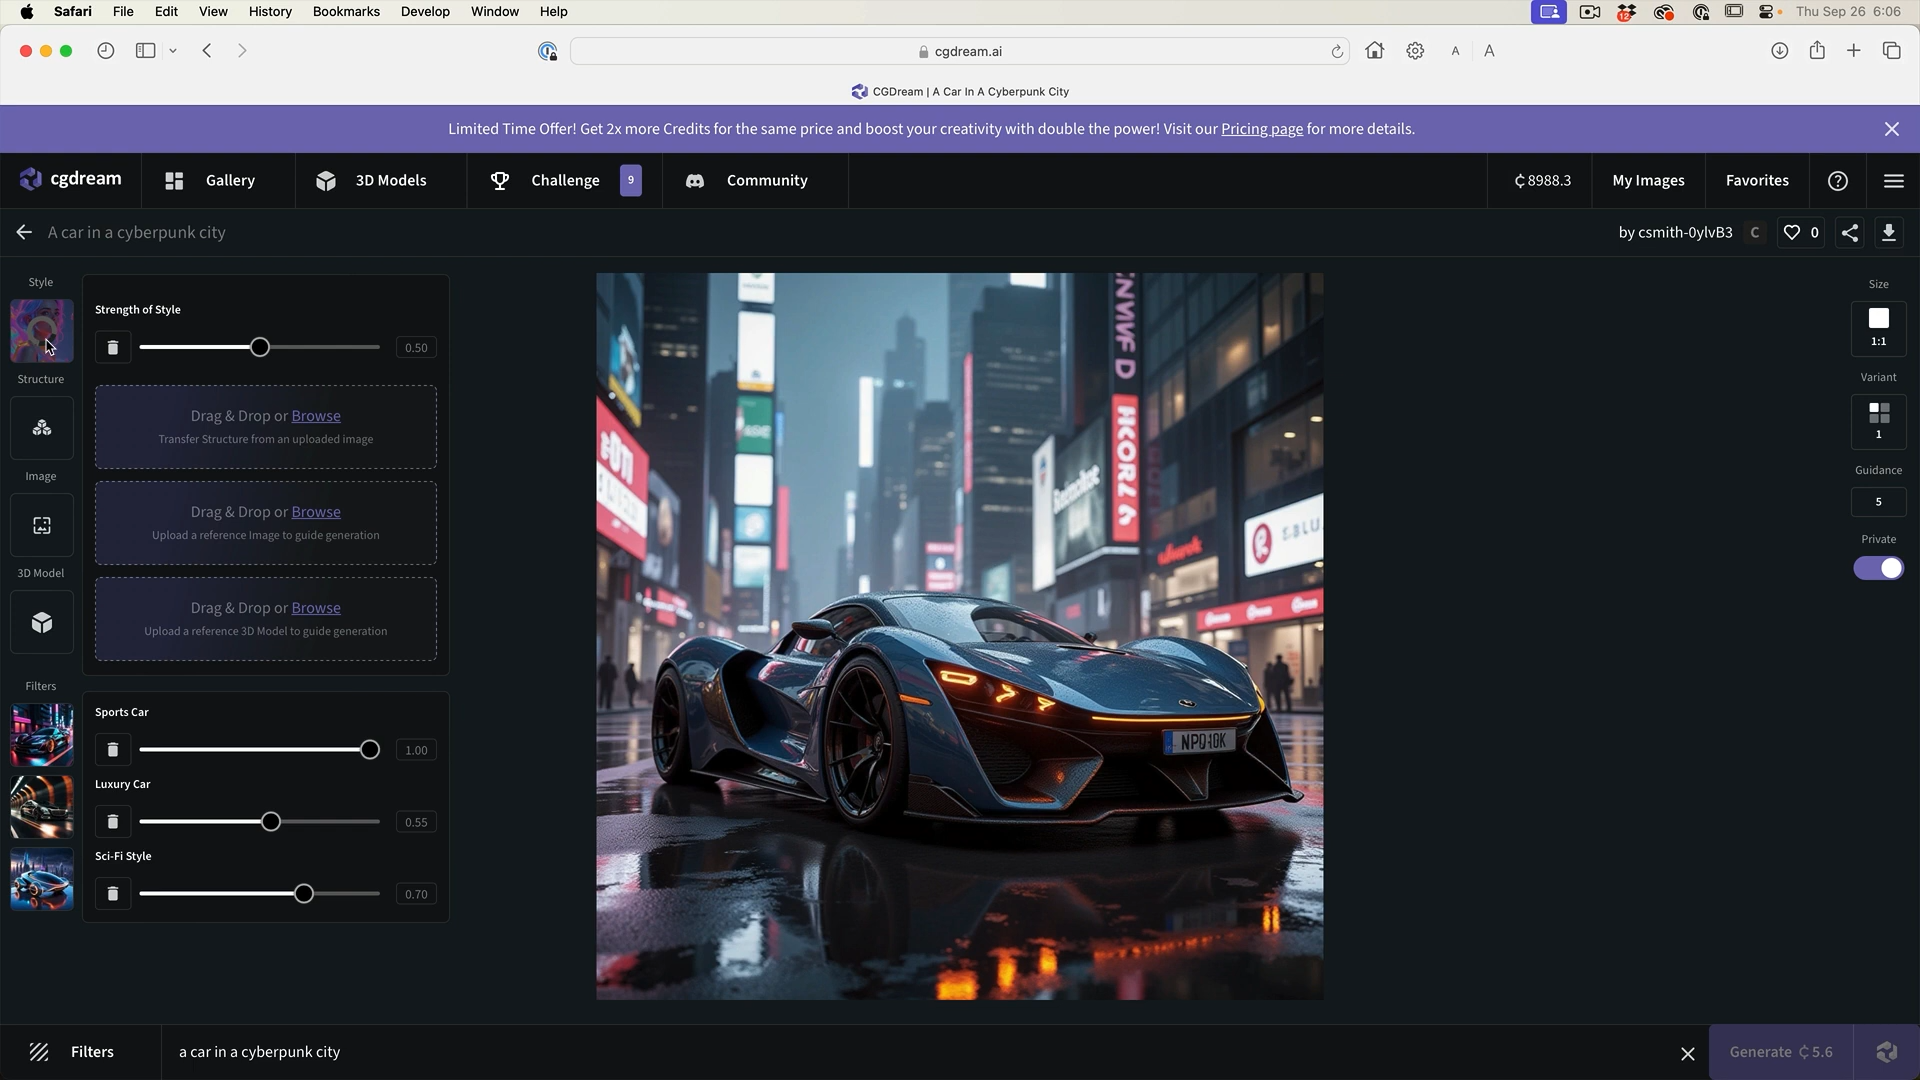 Safari File Edit View History Bookmarks Develop Window Help
12
Thu Sep 26 6:06
cgdream.ai
A A
CGDream | A Car In A Cyberpunk City
Limited Time Offer! Get 2x more Credits for the same price and boost your creativity with double the power! Visit our Pricing page for more details.
cgdream Gallery 3D Models Challenge 9 Community ₵8988.3 My Images Favorites
A car in a cyberpunk city
by csmith-0ylvB3 C 0
Style
Strength of Style
0.50
Structure
Drag & Drop or Browse
Transfer Structure from an uploaded image
Image
Drag & Drop or Browse
Upload a reference Image to guide generation
3D Model
Drag & Drop or Browse
Upload a reference 3D Model to guide generation
Filters
Sports Car
1.00
Luxury Car
0.55
Sci-Fi Style
0.70
Size
1:1
Variant
1
Guidance
5
Private
Filters
a car in a cyberpunk city
Generate ₵5.6